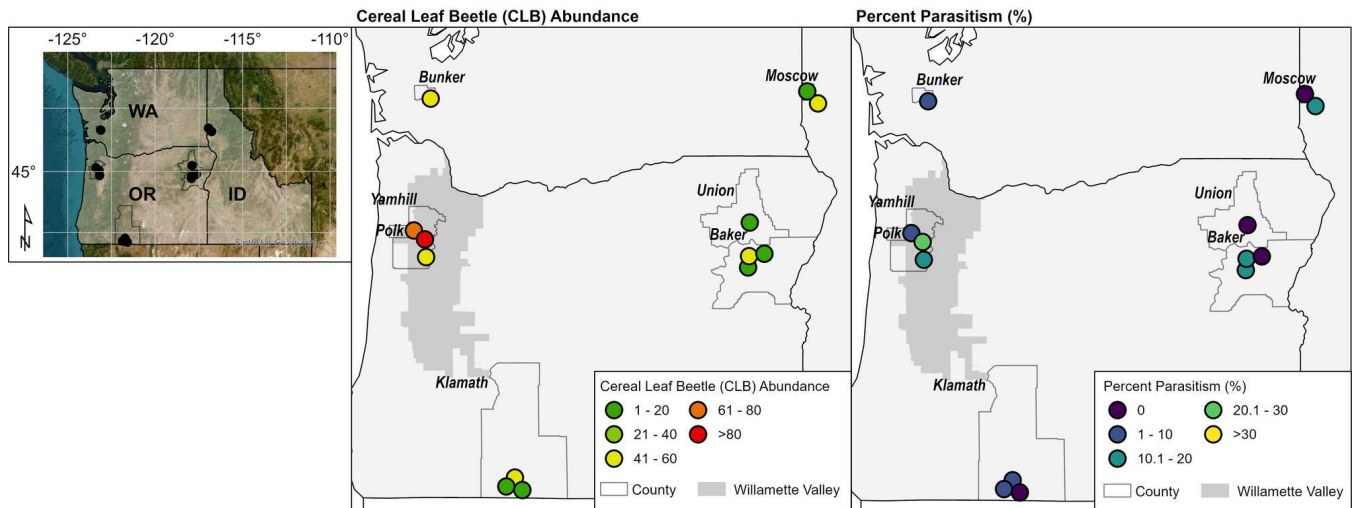 Cereal Leaf Beetle (CLB) Abundance
Percent Parasitism (%)
-125° -120° -115° -110°
45°
WA
OR
ID
N
Bunker
Moscow
Yamhill
Polk
Union
Baker
Klamath
Cereal Leaf Beetle (CLB) Abundance
1 - 20
21 - 40
41 - 60
61 - 80
>80
County
Willamette Valley
Bunker
Moscow
Yamhill
Polk
Union
Baker
Klamath
Percent Parasitism (%)
0
1 - 10
10.1 - 20
20.1 - 30
>30
County
Willamette Valley